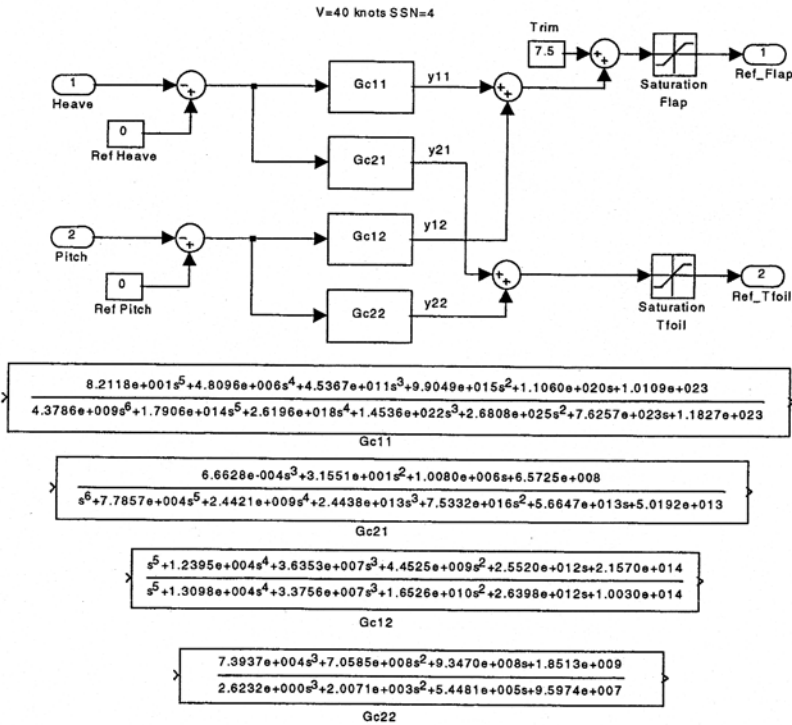 V=40 knots SSN=4
Trim
7.5
1
Heave
Gc11
y11
Saturation
Flap
1
Ref_Flap
0
Ref Heave
Gc21
y21
2
Pitch
Gc12
y12
0
Ref Pitch
Gc22
y22
Saturation
Tfoil
2
Ref_Tfoil
8.2118e+001s^5+4.8096e+006s^4+4.5367e+011s^3+9.9049e+015s^2+1.1060e+020s+1.0109e+023
4.3786e+009s^6+1.7906e+014s^5+2.6196e+018s^4+1.4536e+022s^3+2.6808e+025s^2+7.6257e+023s+1.1827e+023
Gc11
6.6628e-004s^3+3.1551e+001s^2+1.0080e+006s+6.5725e+008
s^6+7.7857e+004s^5+2.4421e+009s^4+2.4438e+013s^3+7.5332e+016s^2+5.6647e+013s+5.0192e+013
Gc21
s^5+1.2395e+004s^4+3.6353e+007s^3+4.4525e+009s^2+2.5520e+012s+2.1570e+014
s^5+1.3098e+004s^4+3.3756e+007s^3+1.6526e+010s^2+2.6398e+012s+1.0030e+014
Gc12
7.3937e+004s^3+7.0585e+008s^2+9.3470e+008s+1.8513e+009
2.6232e+000s^3+2.0071e+003s^2+5.4481e+005s+9.5974e+007
Gc22